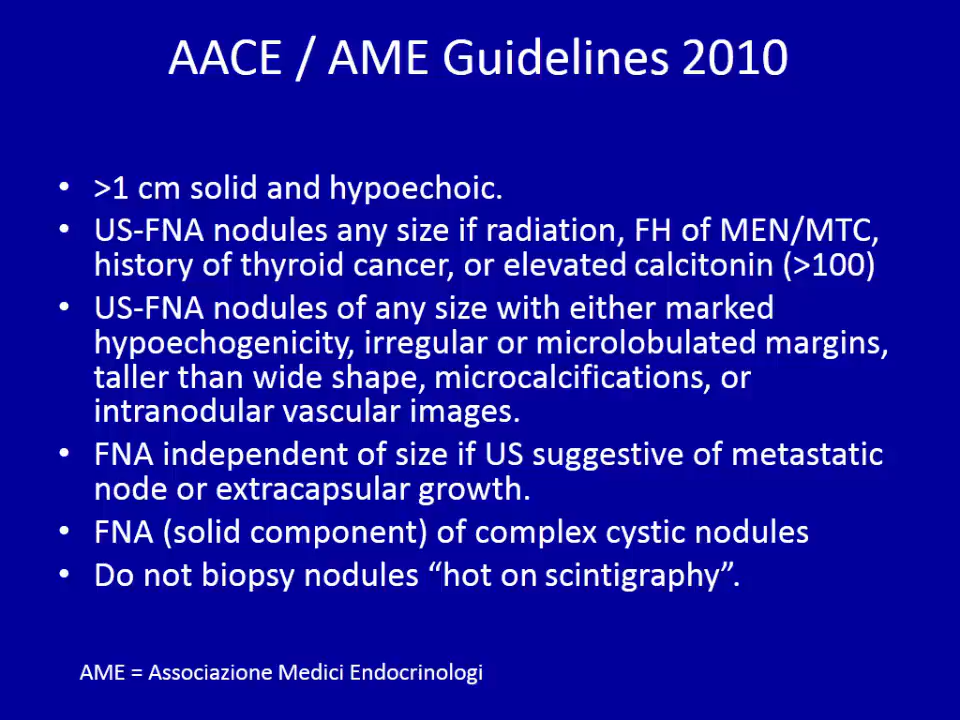 AACE / AME Guidelines 2010
• >1 cm solid and hypoechoic.
• US-FNA nodules any size if radiation, FH of MEN/MTC,
history of thyroid cancer, or elevated calcitonin (>100)
• US-FNA nodules of any size with either marked
hypoechogenicity, irregular or microlobulated margins,
taller than wide shape, microcalcifications, or
intranodular vascular images.
• FNA independent of size if US suggestive of metastatic
node or extracapsular growth.
• FNA (solid component) of complex cystic nodules
• Do not biopsy nodules “hot on scintigraphy”.
AME = Associazione Medici Endocrinologi